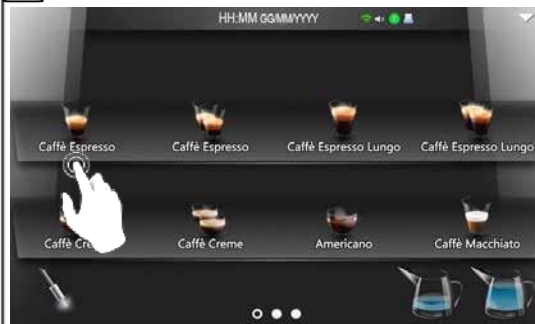 HH:MM GG/MM/YYYY
Caffè Espresso Caffè Espresso Caffè Espresso Lungo Caffè Espresso Lungo
Caffè Creme Americano Caffè Macchiato